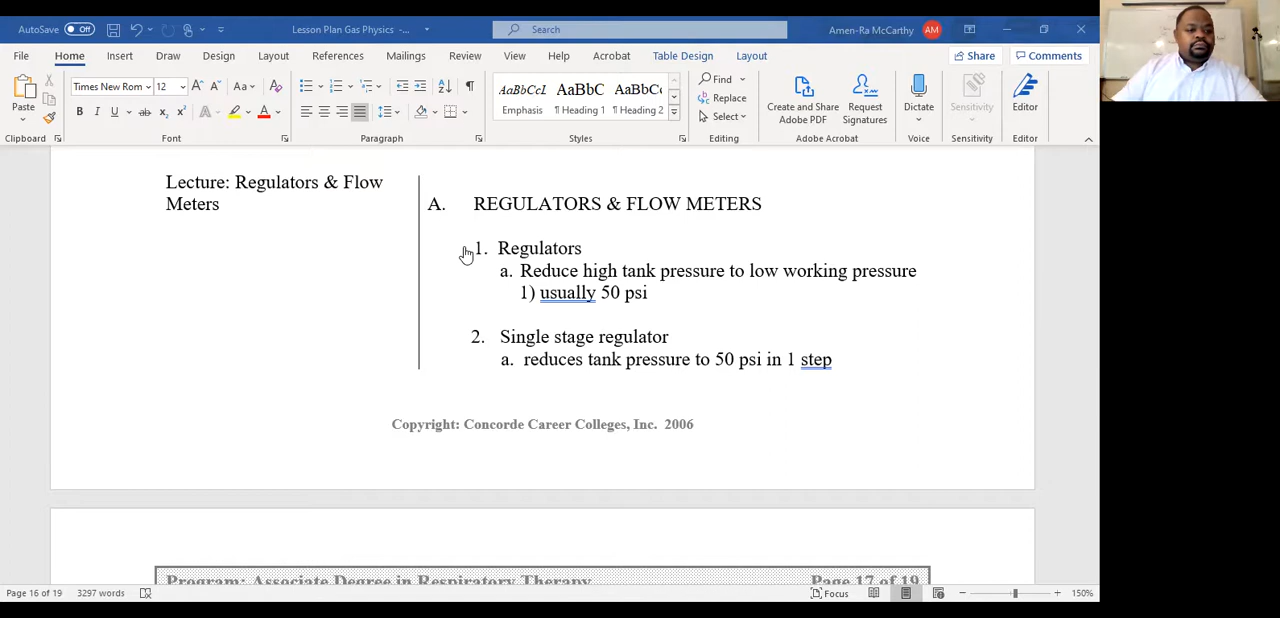 AutoSave Off Lesson Plan Gas Physics - ... Search Amen-Ra McCarthy AM
File Home Insert Draw Design Layout References Mailings Review View Help Acrobat Table Design Layout Share Comments
Times New Rom 12 Aa AaBbCcI AaBbC AaBbCc Find
Paste Emphasis ¶ Heading 1 ¶ Heading 2 Replace Create and Share Adobe PDF Request Signatures Dictate Sensitivity Editor
B I U ab x₂ x² A A Select
Clipboard Font Paragraph Styles Editing Adobe Acrobat Voice Sensitivity Editor
Lecture: Regulators & Flow
Meters
A. REGULATORS & FLOW METERS
1. Regulators
a. Reduce high tank pressure to low working pressure
1) usually 50 psi
2. Single stage regulator
a. reduces tank pressure to 50 psi in 1 step
Copyright: Concorde Career Colleges, Inc. 2006
Program: Associate Degree in Respiratory Therapy Page 17 of 19
Page 16 of 19 3297 words Focus 150%